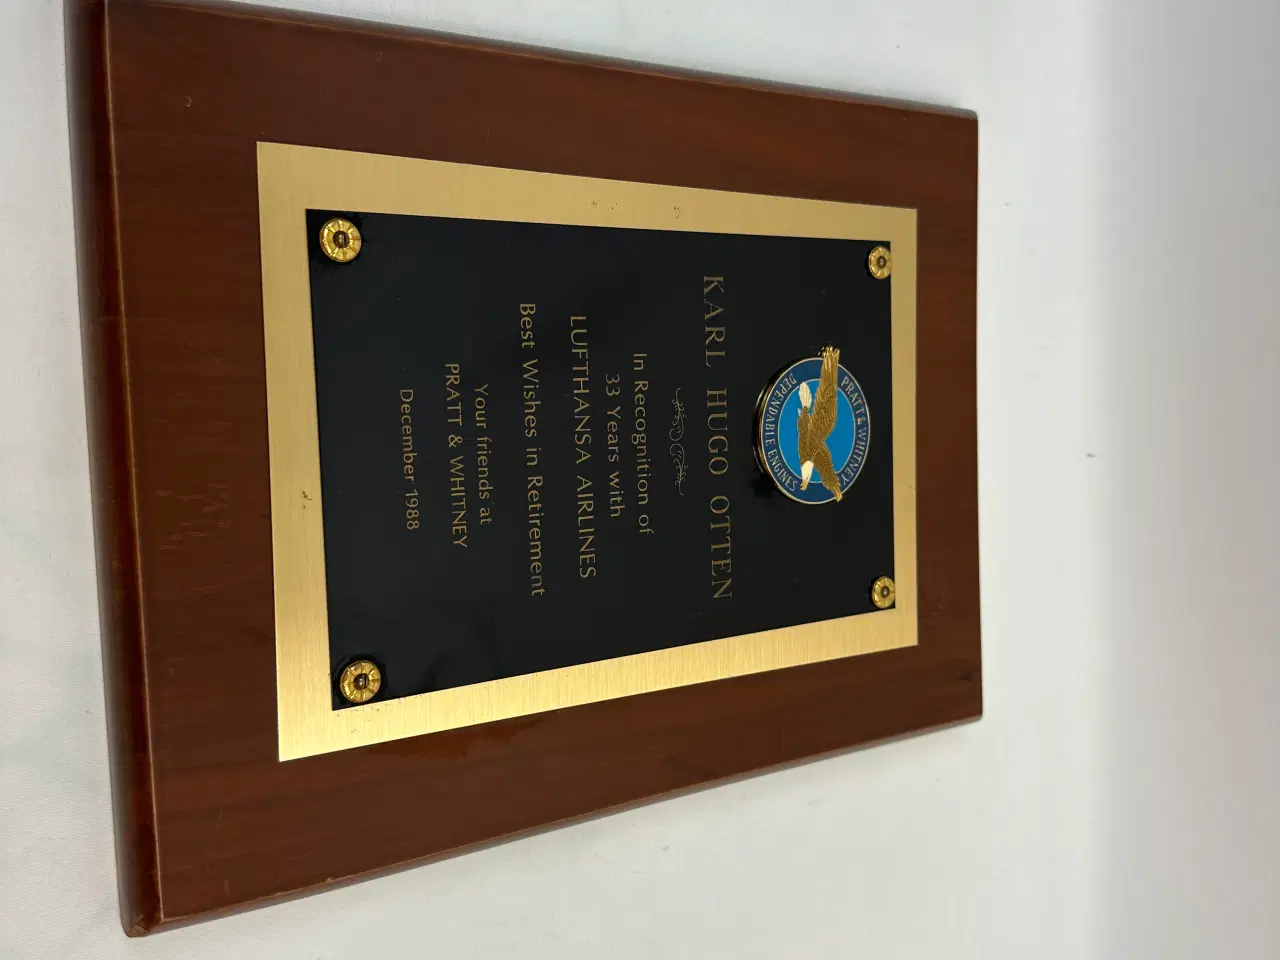 PRATT & WHITNEY
DEPENDABLE ENGINES
KARL HUGO OTTEN
In Recognition of
33 Years with
LUFTHANSA AIRLINES
Best Wishes in Retirement
Your friends at
PRATT & WHITNEY
December 1988